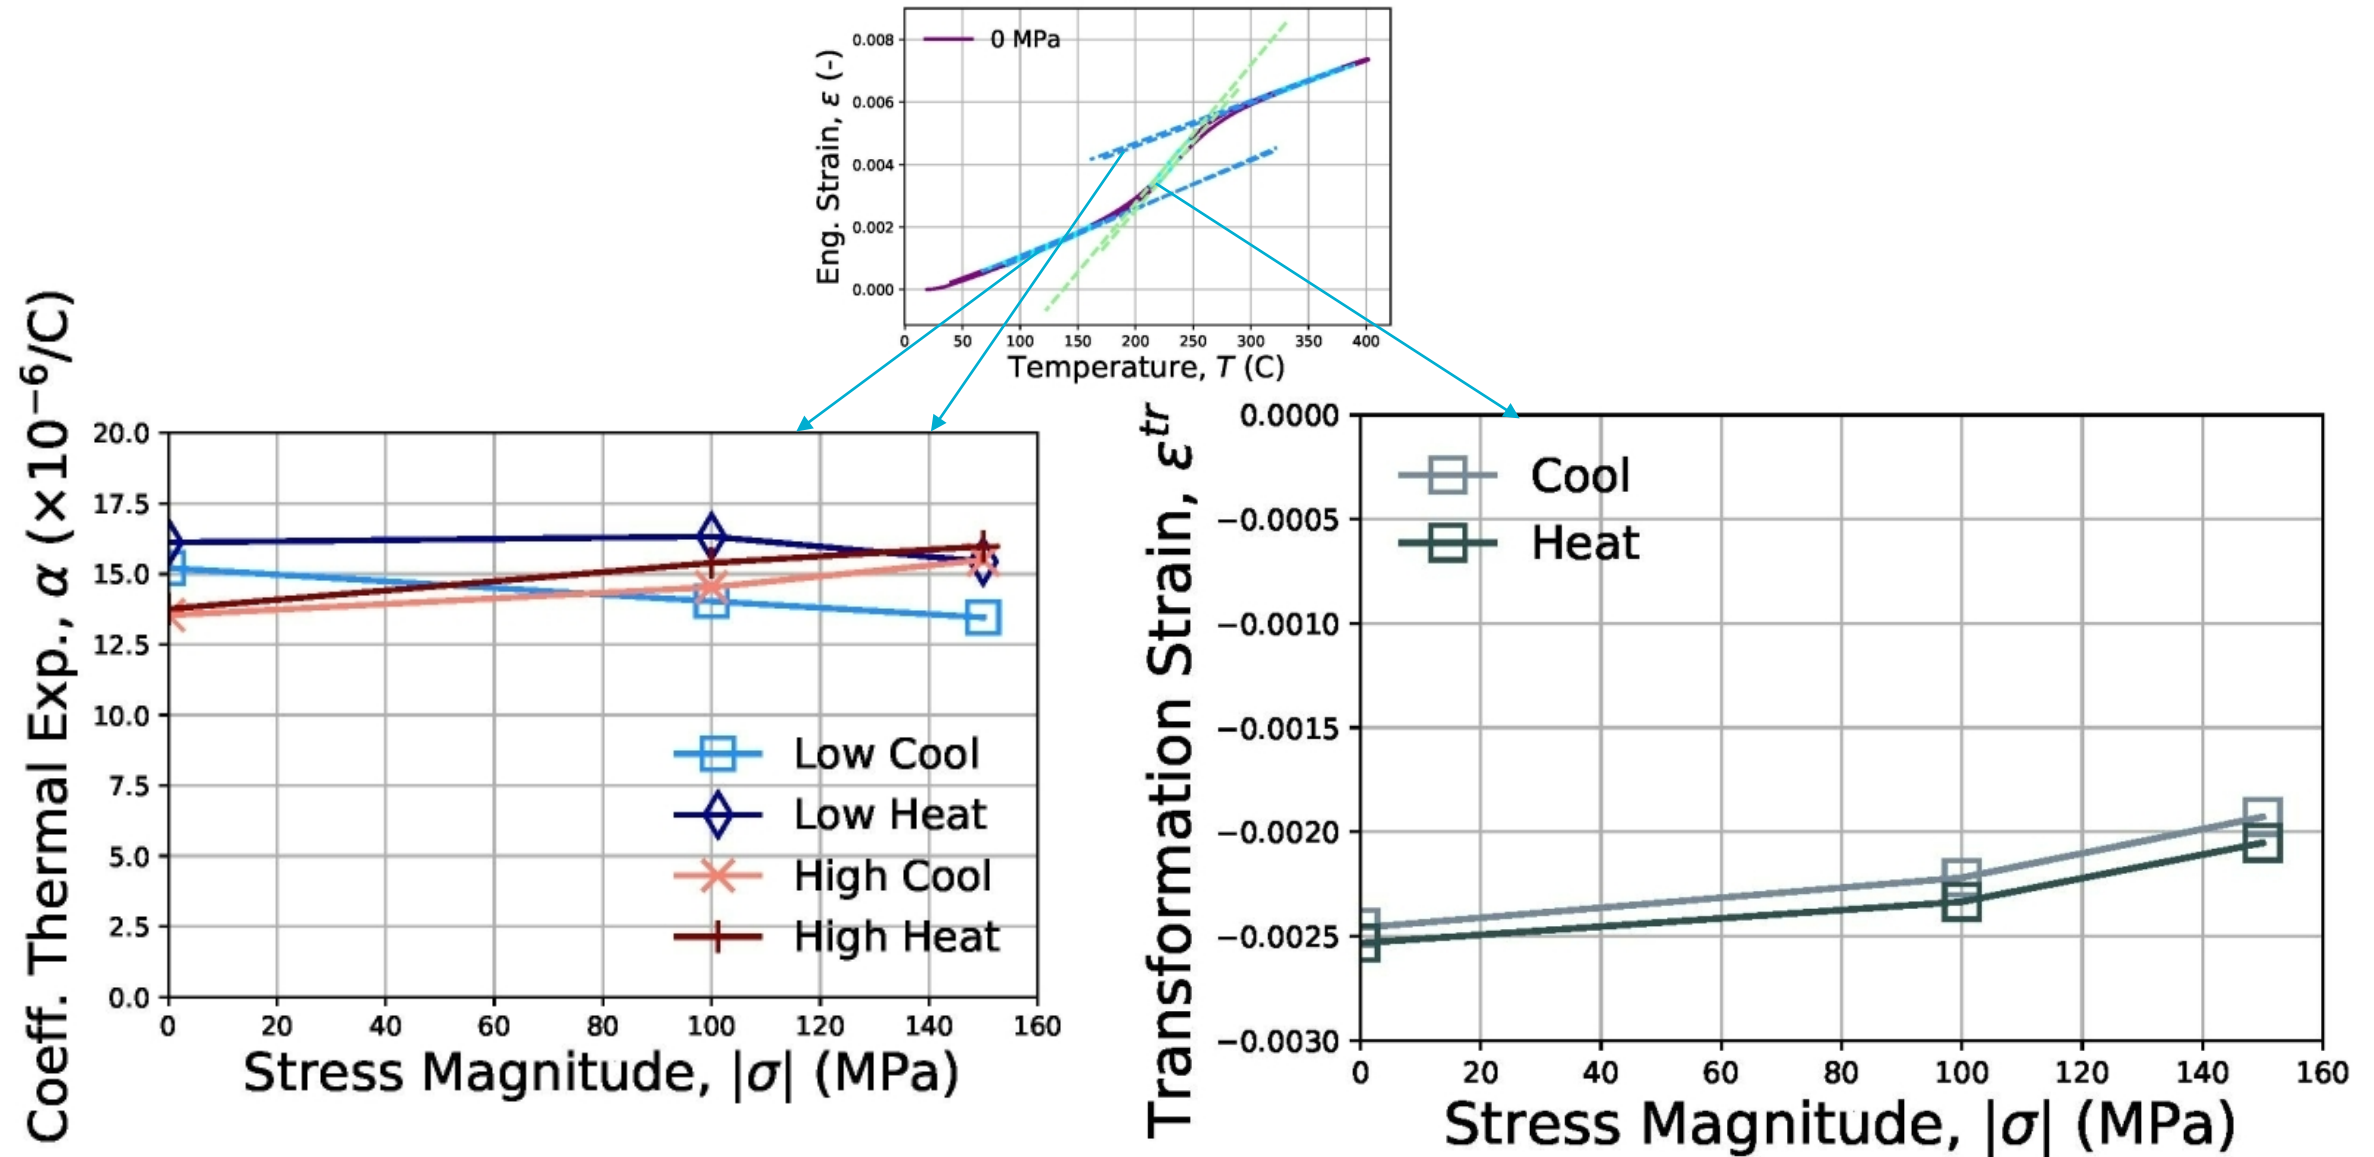 0 MPa
Eng. Strain, ε (-)
0.008
0.006
0.004
0.002
0.000
0 50 100 150 200 250 300 350 400
Temperature, T (C)
Coeff. Thermal Exp., α (×10⁻⁶/C)
20.0
17.5
15.0
12.5
10.0
7.5
5.0
2.5
0.0
Low Cool
Low Heat
High Cool
High Heat
0 20 40 60 80 100 120 140 160
Stress Magnitude, |σ| (MPa)
Transformation Strain, εᵗʳ
0.0000
−0.0005
−0.0010
−0.0015
−0.0020
−0.0025
−0.0030
Cool
Heat
0 20 40 60 80 100 120 140 160
Stress Magnitude, |σ| (MPa)